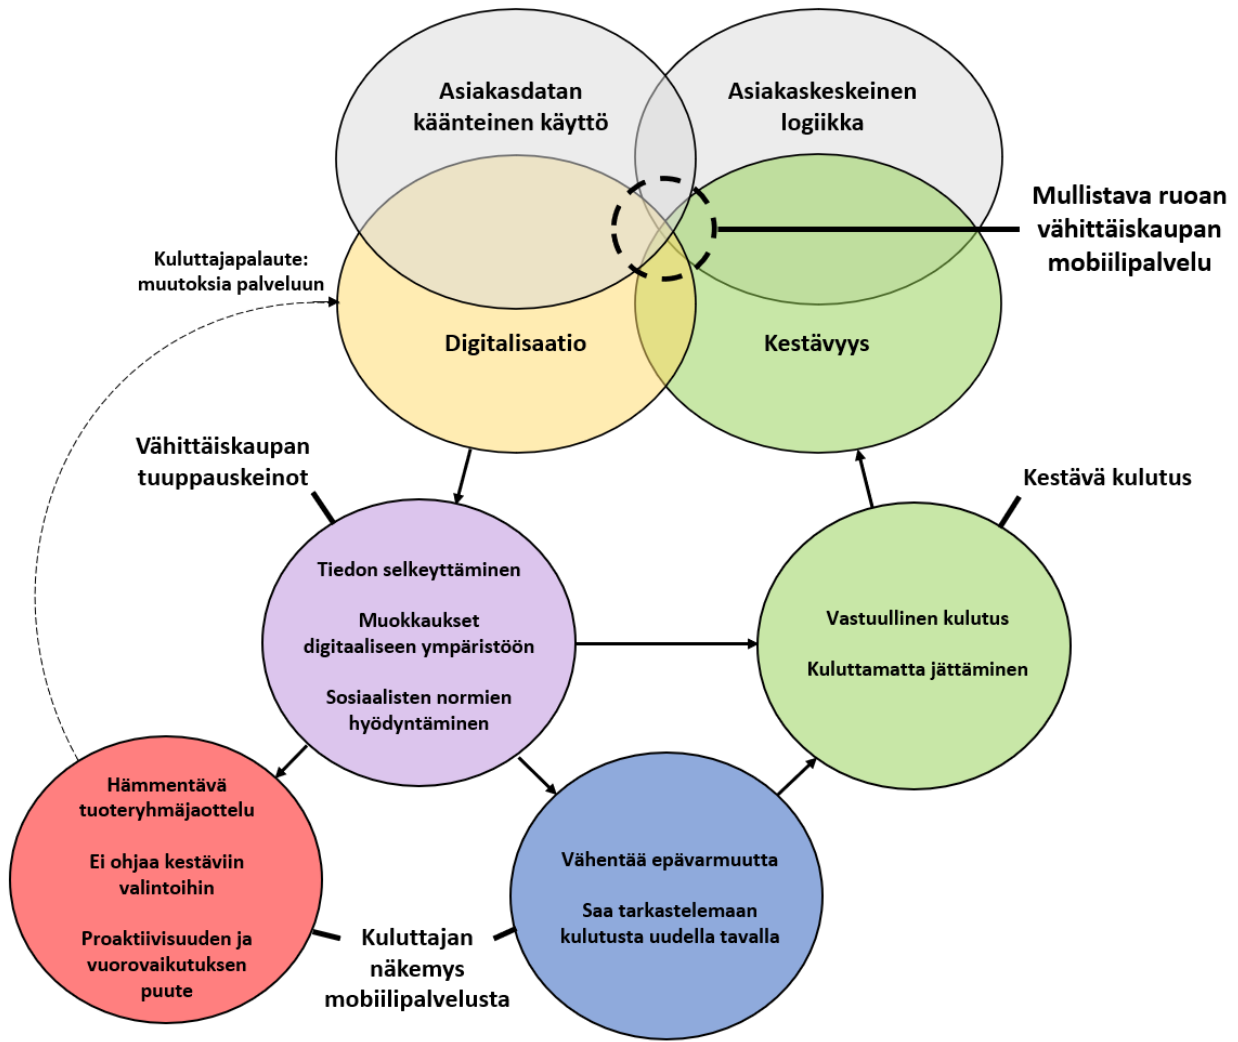 Asiakasdatan
käänteinen käyttö
Asiakaskeskeinen
logiikka
Mullistava ruoan
vähittäiskaupan
mobiilipalvelu
Kuluttajapalaute:
muutoksia palveluun
Digitalisaatio
Kestävyys
Vähittäiskaupan
tuuppauskeinot
Kestävä kulutus
Tiedon selkeyttäminen
Muokkaukset
digitaaliseen ympäristöön
Sosiaalisten normien
hyödyntäminen
Vastuullinen kulutus
Kuluttamatta jättäminen
Hämmentävä
tuoteryhmäjaottelu
Ei ohjaa kestäviin
valintoihin
Proaktiivisuuden ja
vuorovaikutuksen
puute
Kuluttajan
näkemys
mobiilipalvelusta
Vähentää epävarmuutta
Saa tarkastelemaan
kulutusta uudella tavalla